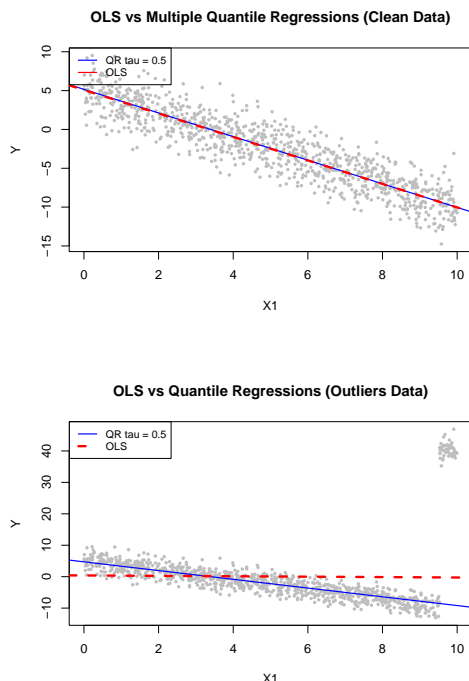 OLS vs Multiple Quantile Regressions (Clean Data)
QR tau = 0.5
OLS
10
5
0
−5
−10
−15
Y
0 2 4 6 8 10
X1
OLS vs Quantile Regressions (Outliers Data)
QR tau = 0.5
OLS
40
30
20
10
0
−10
Y
0 2 4 6 8 10
X1